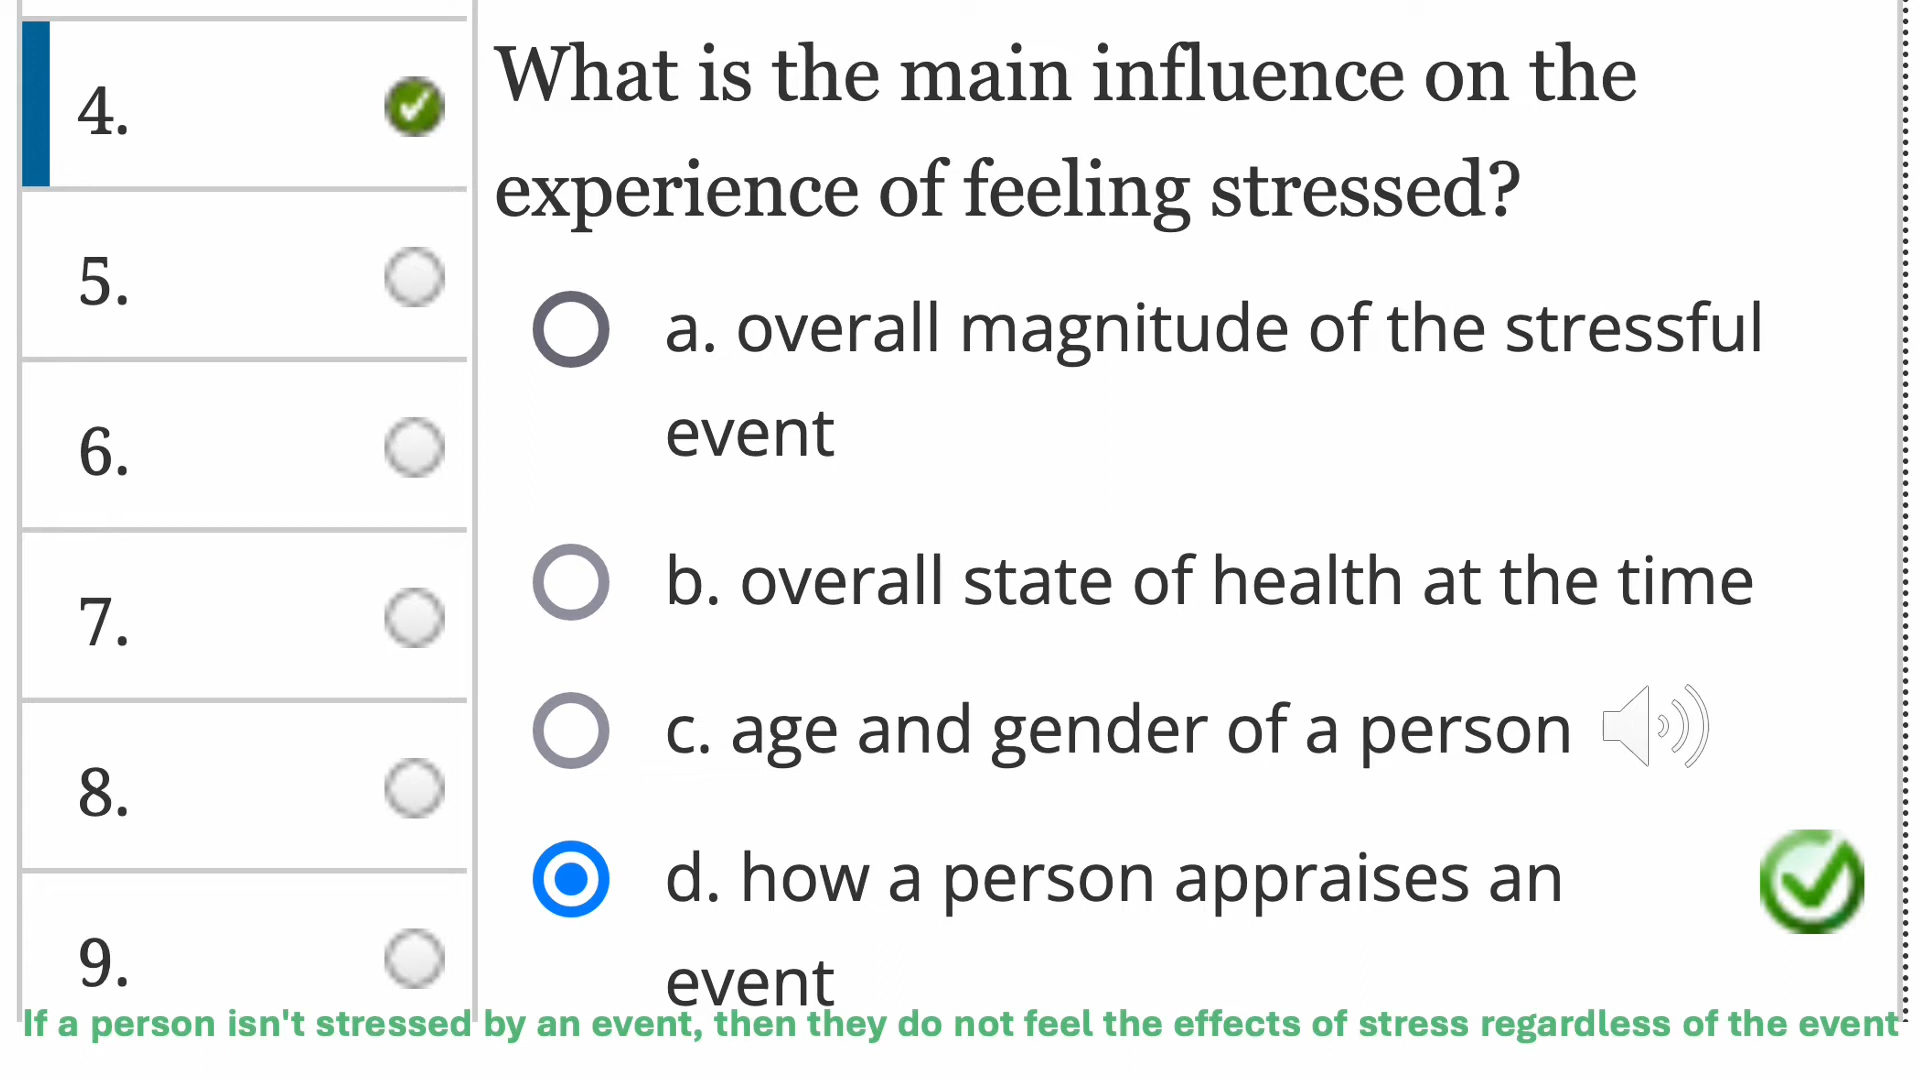 4.
5.
6.
7.
8.
9.
What is the main influence on the
experience of feeling stressed?
a. overall magnitude of the stressful
event
b. overall state of health at the time
c. age and gender of a person
d. how a person appraises an
event
If a person isn't stressed by an event, then they do not feel the effects of stress regardless of the event